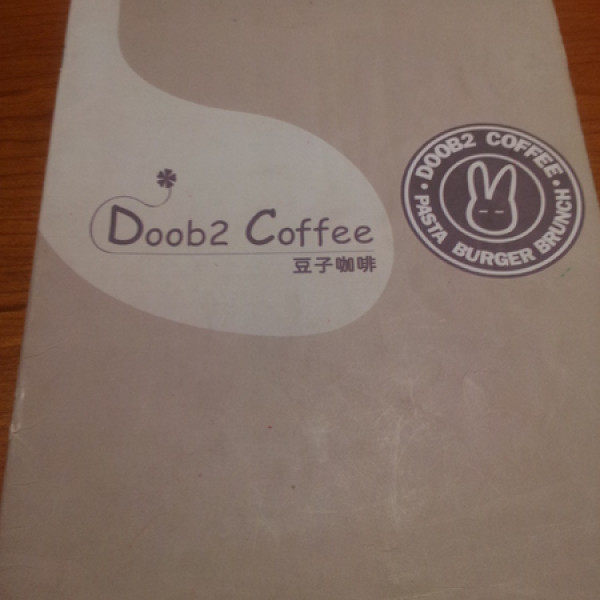 Doob2 Coffee
豆子咖啡
• DOOB2 COFFEE •
PASTA BURGER BRUNCH